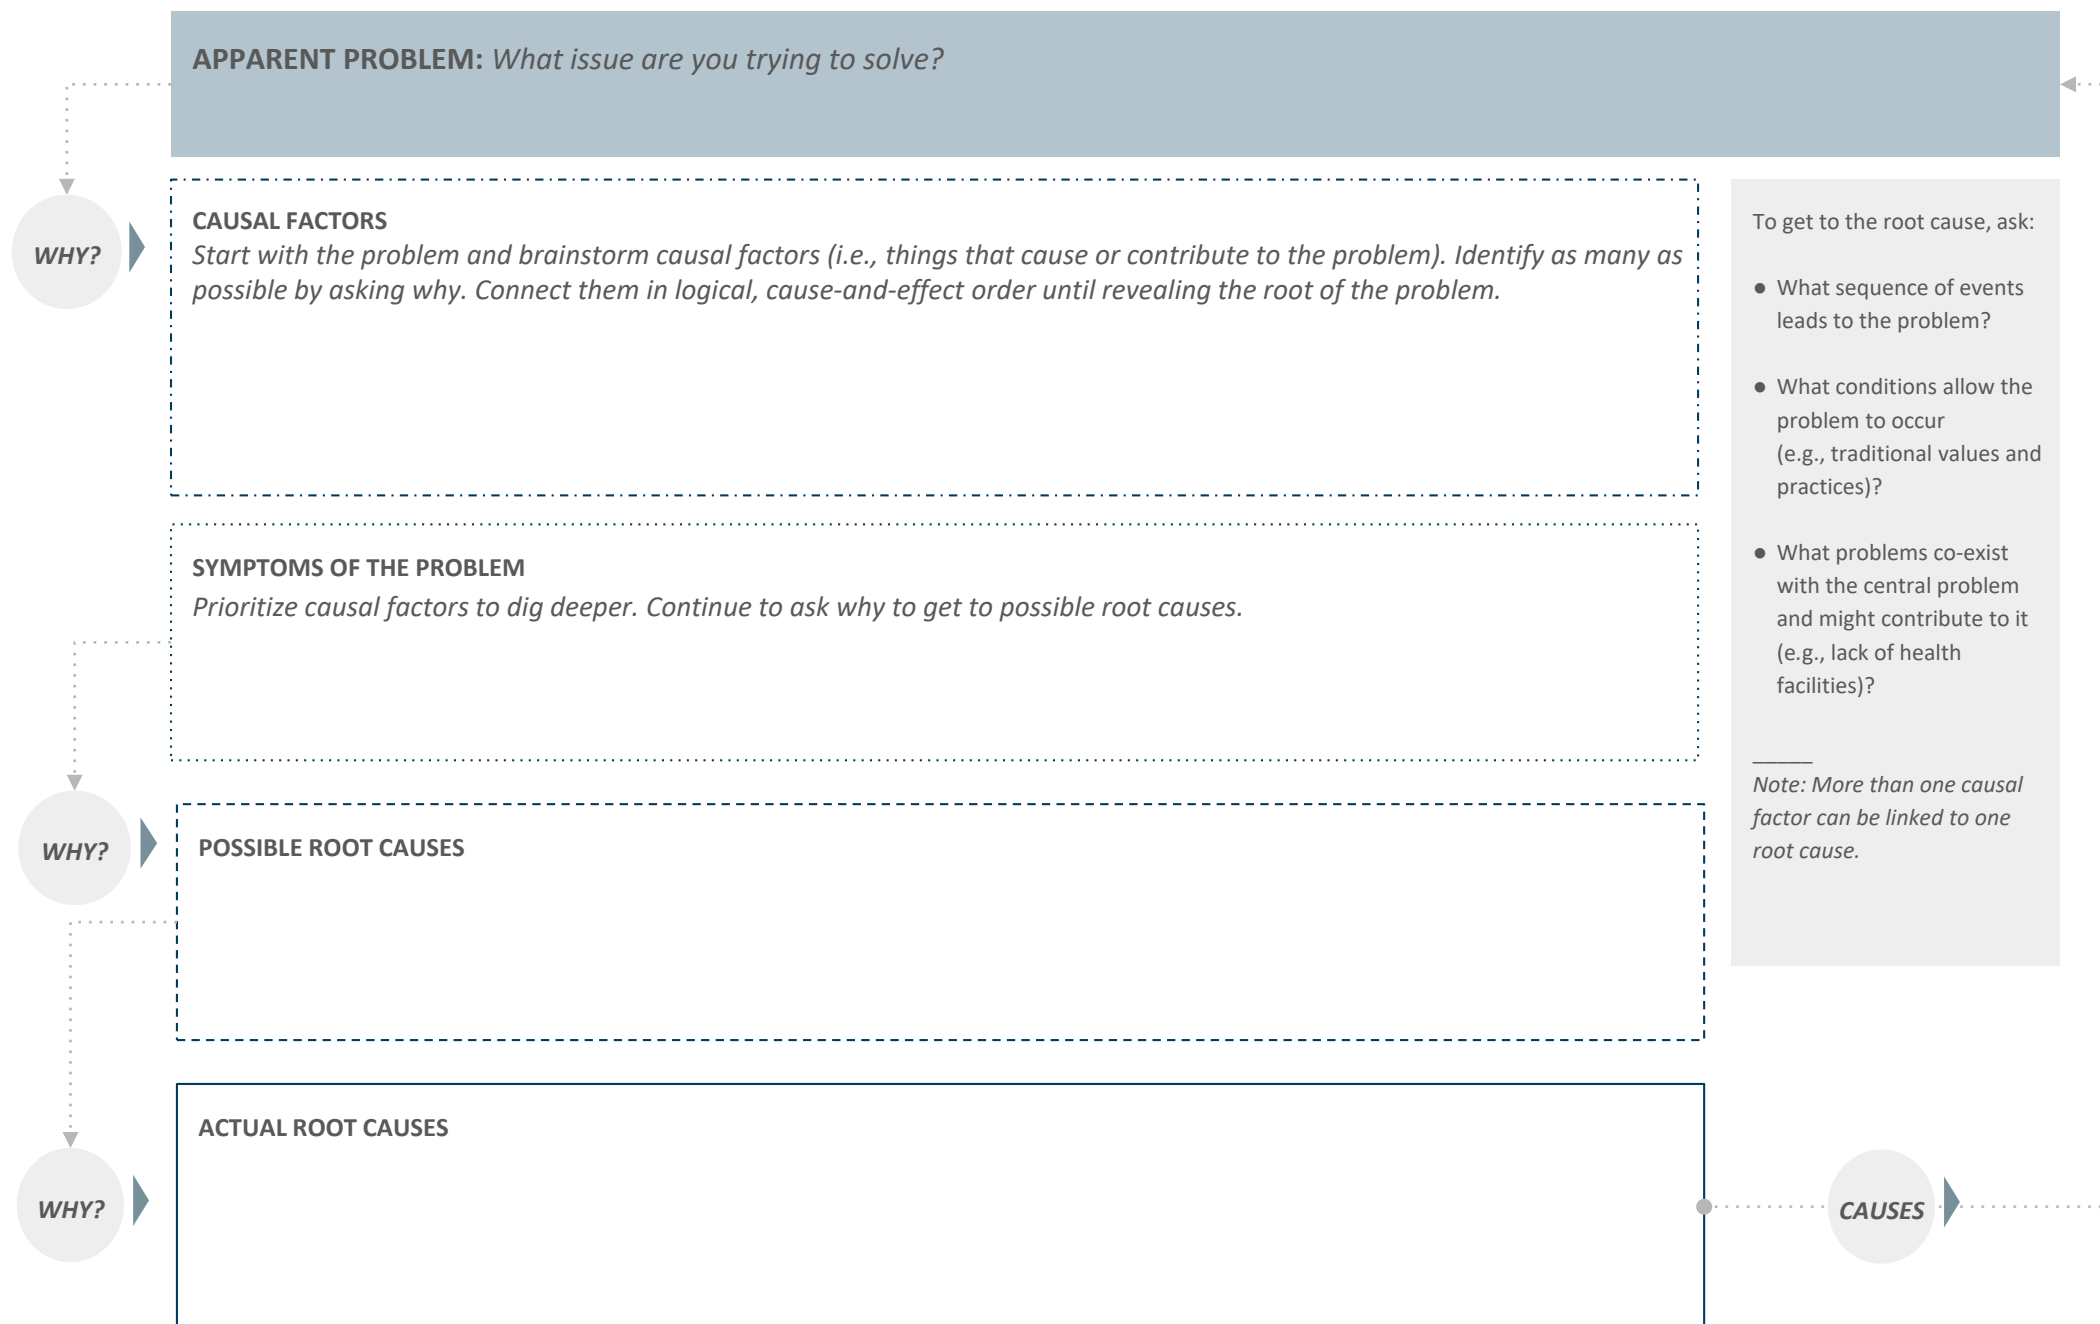 APPARENT PROBLEM: What issue are you trying to solve?
WHY?
CAUSAL FACTORS
Start with the problem and brainstorm causal factors (i.e., things that cause or contribute to the problem). Identify as many as
possible by asking why. Connect them in logical, cause-and-effect order until revealing the root of the problem.
SYMPTOMS OF THE PROBLEM
Prioritize causal factors to dig deeper. Continue to ask why to get to possible root causes.
WHY?
POSSIBLE ROOT CAUSES
WHY?
ACTUAL ROOT CAUSES
CAUSES
To get to the root cause, ask:
● What sequence of events
leads to the problem?
● What conditions allow the
problem to occur
(e.g., traditional values and
practices)?
● What problems co-exist
with the central problem
and might contribute to it
(e.g., lack of health
facilities)?
_____
Note: More than one causal
factor can be linked to one
root cause.